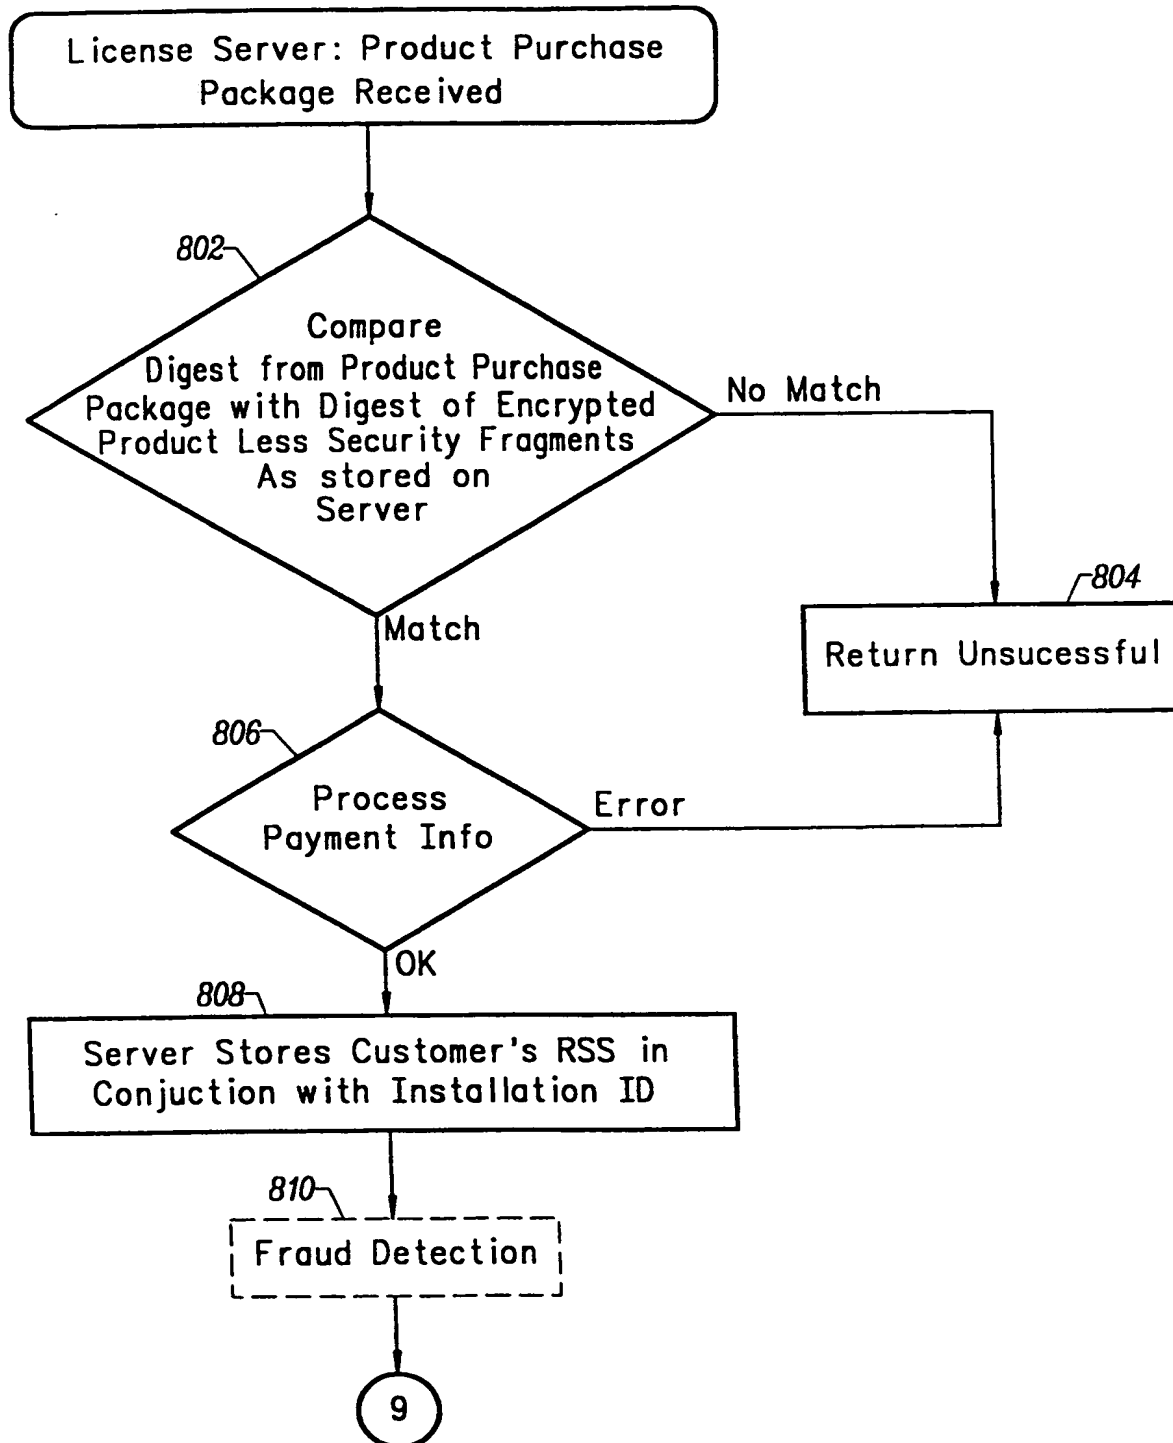 License Server: Product Purchase
Package Received
802
Compare
Digest from Product Purchase
Package with Digest of Encrypted
Product Less Security Fragments
As stored on
Server
No Match
Match
804
Return Unsucessful
806
Process
Payment Info
Error
OK
808
Server Stores Customer's RSS in
Conjuction with Installation ID
810
Fraud Detection
9